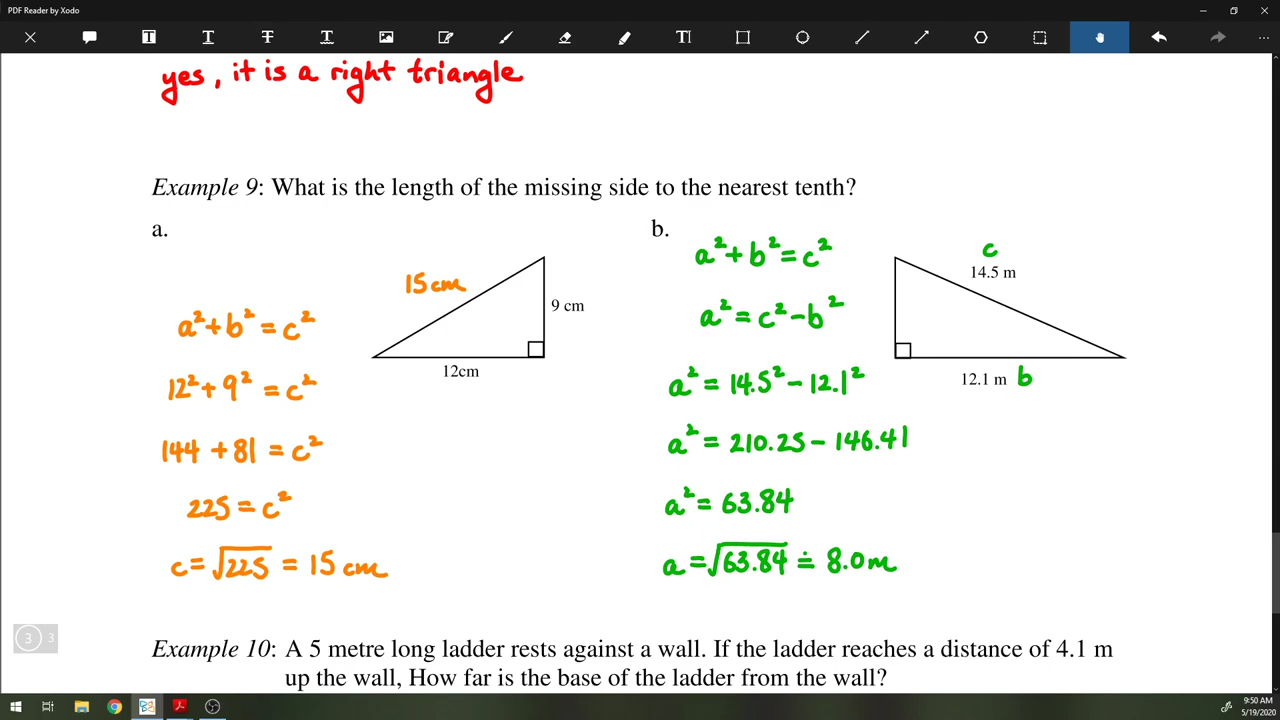 PDF Reader by Xodo
yes, it is a right triangle
Example 9: What is the length of the missing side to the nearest tenth?
a.
15 cm
9 cm
12cm
a² + b² = c²
12² + 9² = c²
144 + 81 = c²
225 = c²
c = √225 = 15 cm
b.
a² + b² = c²
c
14.5 m
a² = c² - b²
12.1 m b
a² = 14.5² - 12.1²
a² = 210.25 - 146.41
a² = 63.84
a = √63.84 ≐ 8.0m
3 3
Example 10: A 5 metre long ladder rests against a wall. If the ladder reaches a distance of 4.1 m
up the wall, How far is the base of the ladder from the wall?
9:50 AM
5/19/2020